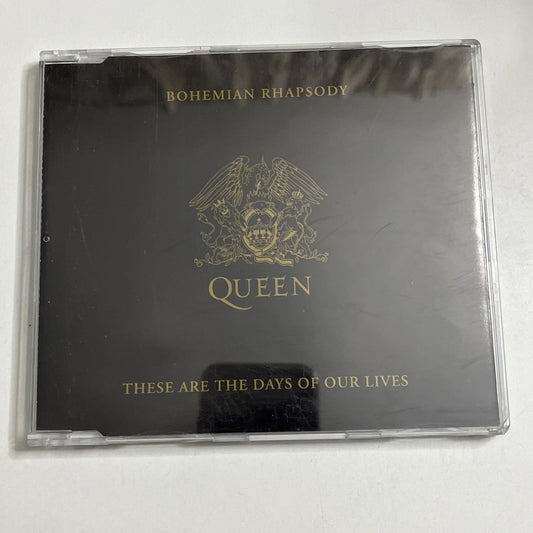 BOHEMIAN RHAPSODY
QUEEN
THESE ARE THE DAYS OF OUR LIVES